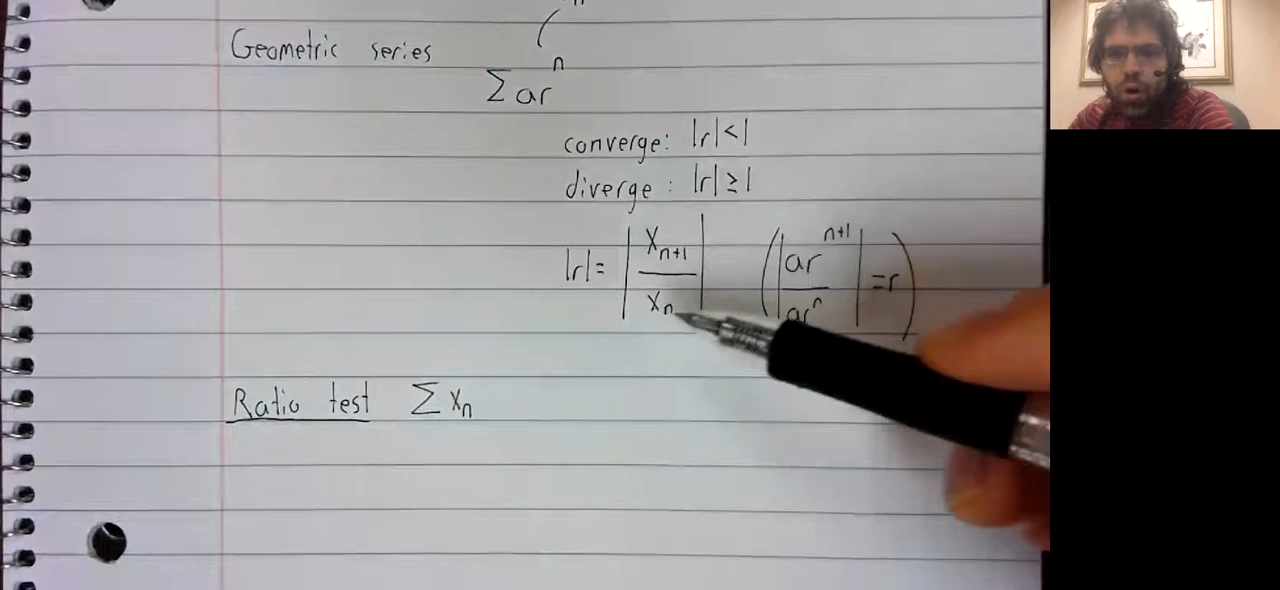 n
Geometric series
Σ ar^n
converge: |r| < 1
diverge: |r| ≥ 1
|r| = |x_{n+1} / x_n| (|ar^{n+1} / ar^n| = r)
Ratio test Σ x_n